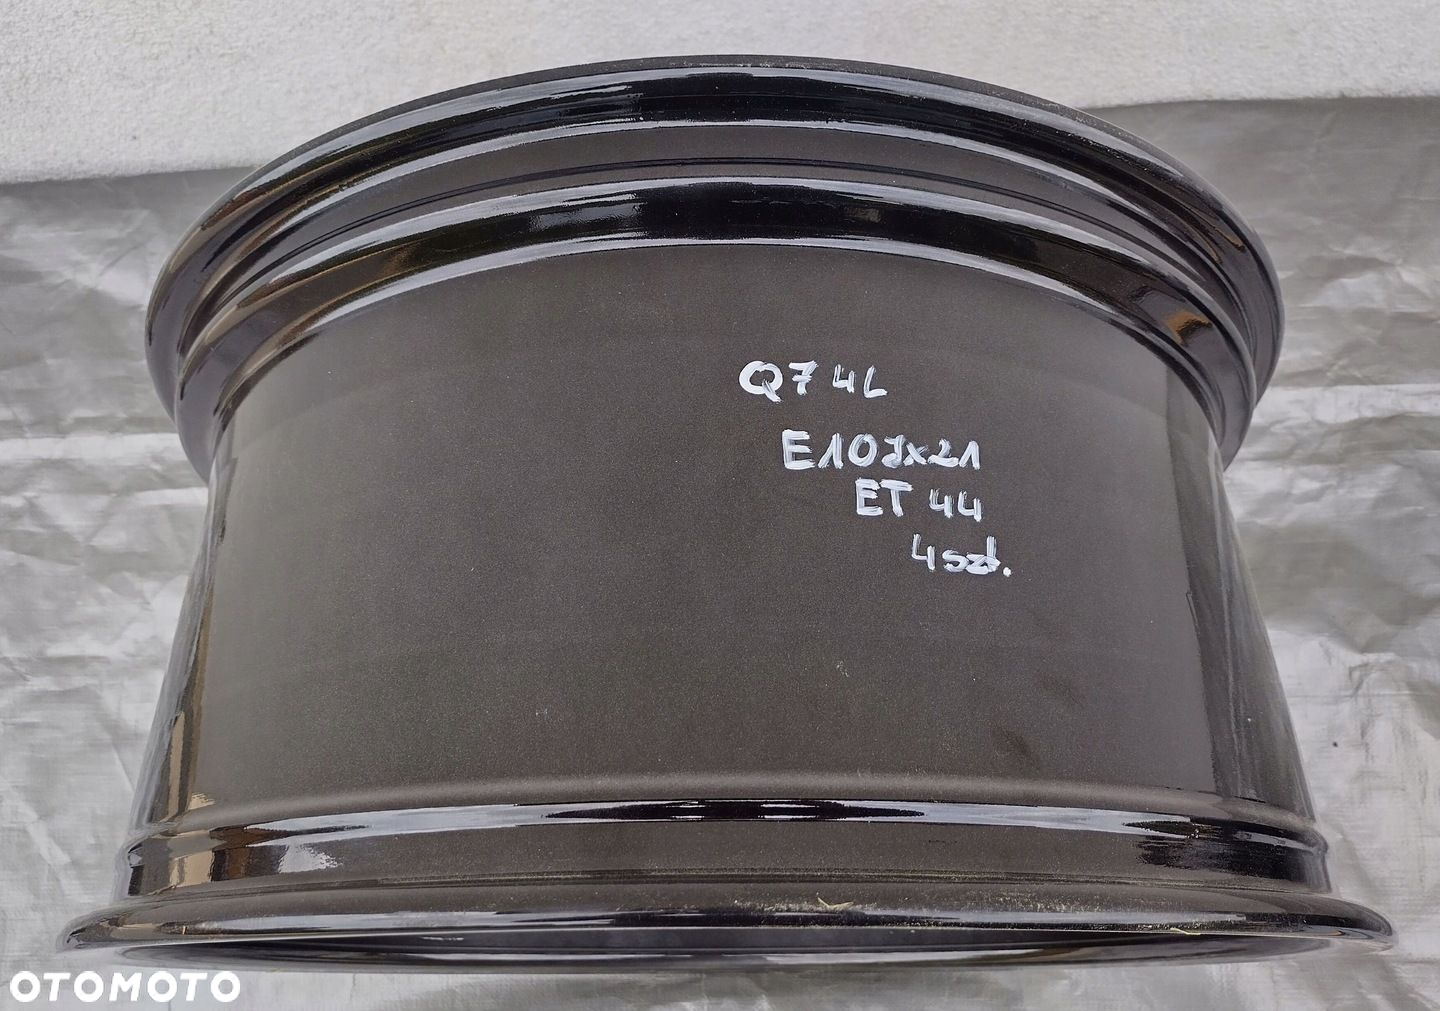 Q7 4L
E10Jx21
ET 44
4szt.
OTOMOTO